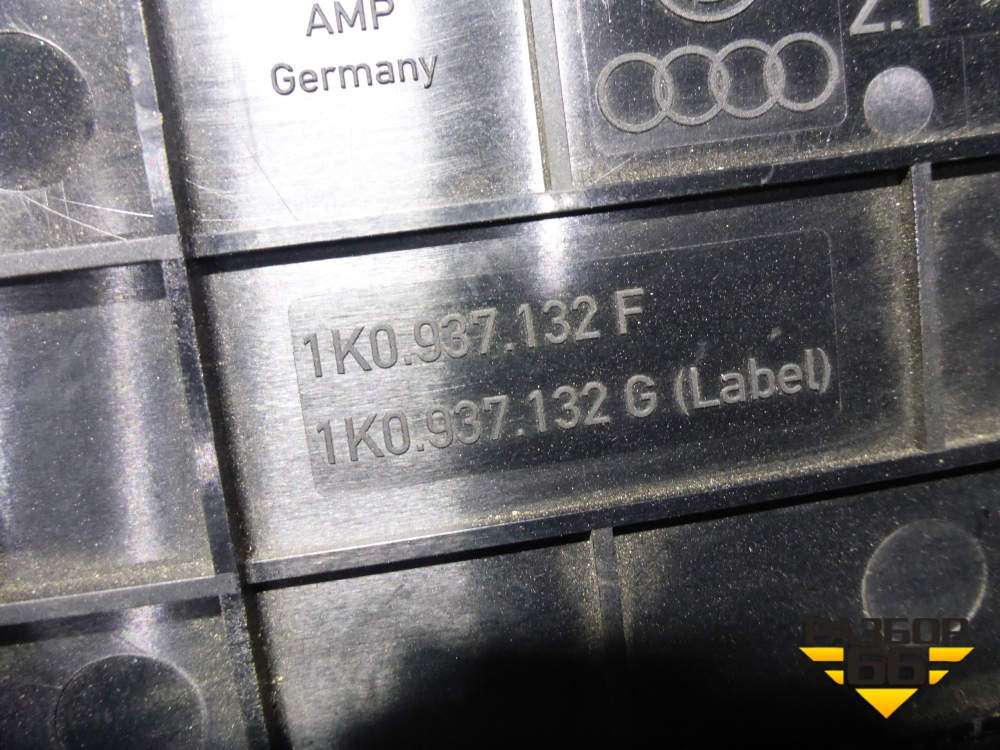 AMP
Germany
1K0.937.132 F
1K0.937.132 G (Label)
РАЗБОР
66